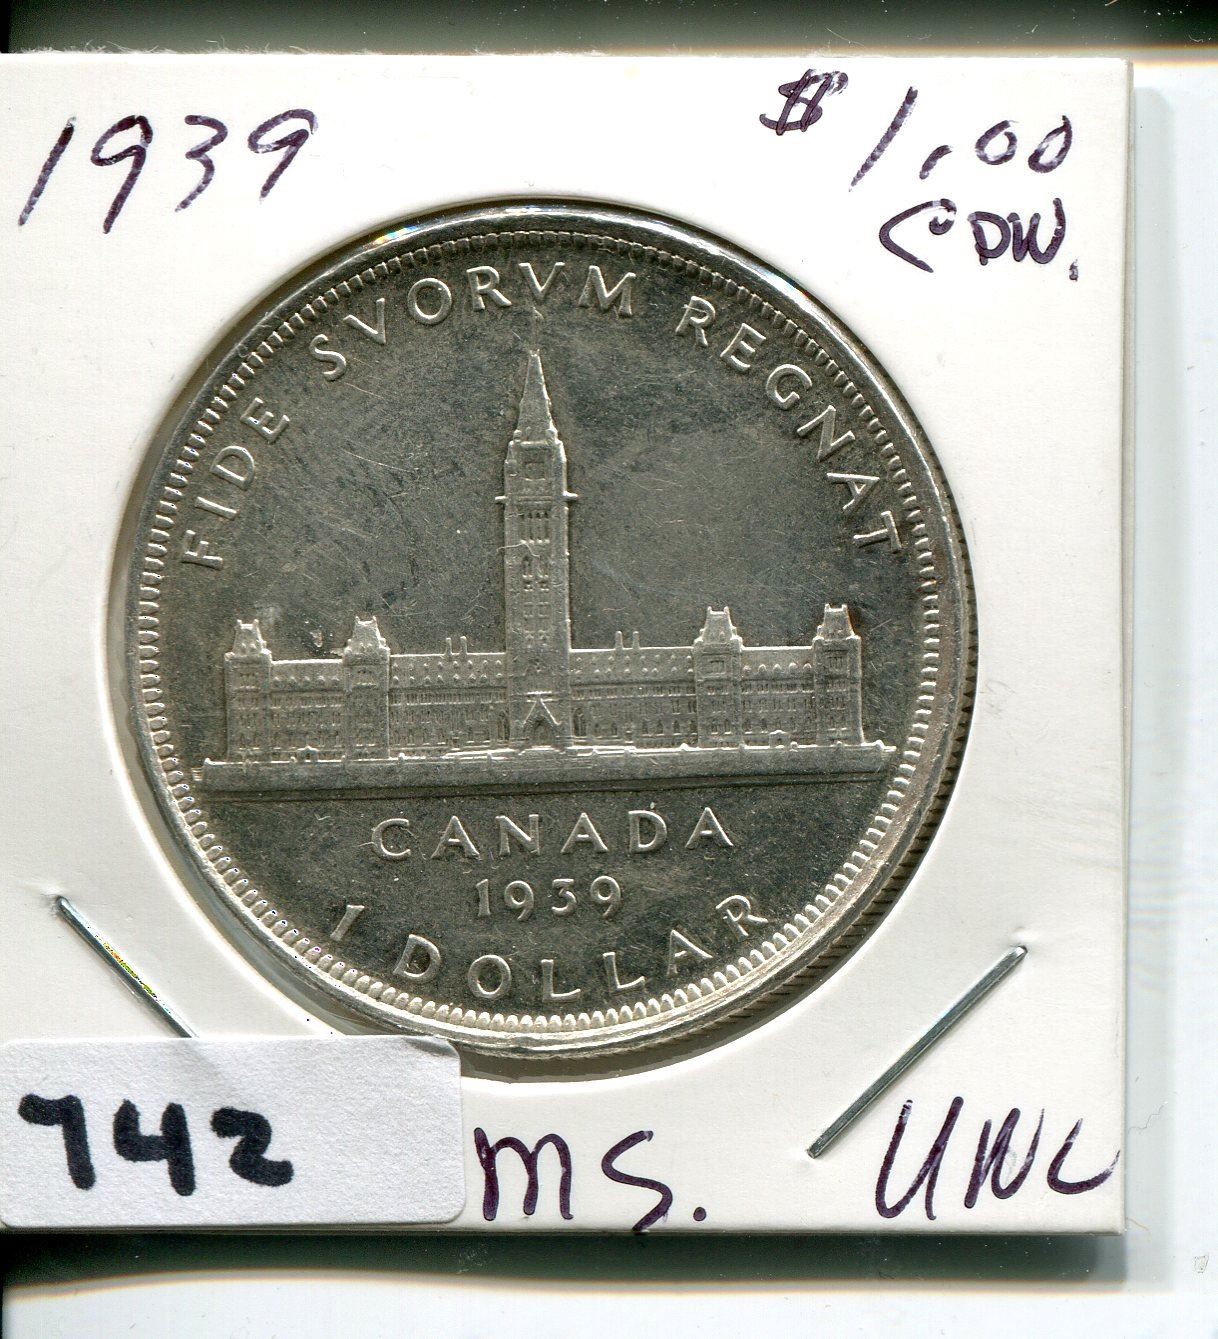 1939
$ 1.00
CDN.
FIDE SVORVM REGNAT
CANADA
1939
1 DOLLAR
742
MS.
UNC